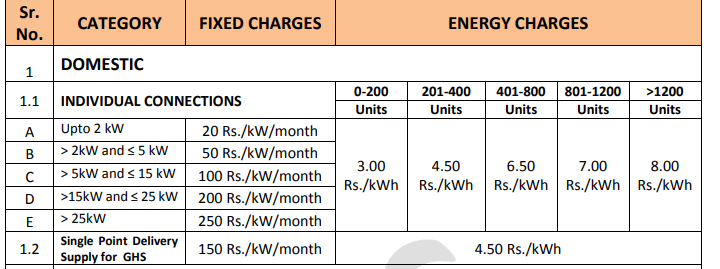 Sr. No. CATEGORY FIXED CHARGES ENERGY CHARGES
1 DOMESTIC
1.1 INDIVIDUAL CONNECTIONS 0-200 Units 201-400 Units 401-800 Units 801-1200 Units >1200 Units
A Upto 2 kW 20 Rs./kW/month
B > 2kW and ≤ 5 kW 50 Rs./kW/month
C > 5kW and ≤ 15 kW 100 Rs./kW/month
3.00 Rs./kWh 4.50 Rs./kWh 6.50 Rs./kWh 7.00 Rs./kWh 8.00 Rs./kWh
D >15kW and ≤ 25 kW 200 Rs./kW/month
E > 25kW 250 Rs./kW/month
1.2 Single Point Delivery Supply for GHS 150 Rs./kW/month 4.50 Rs./kWh